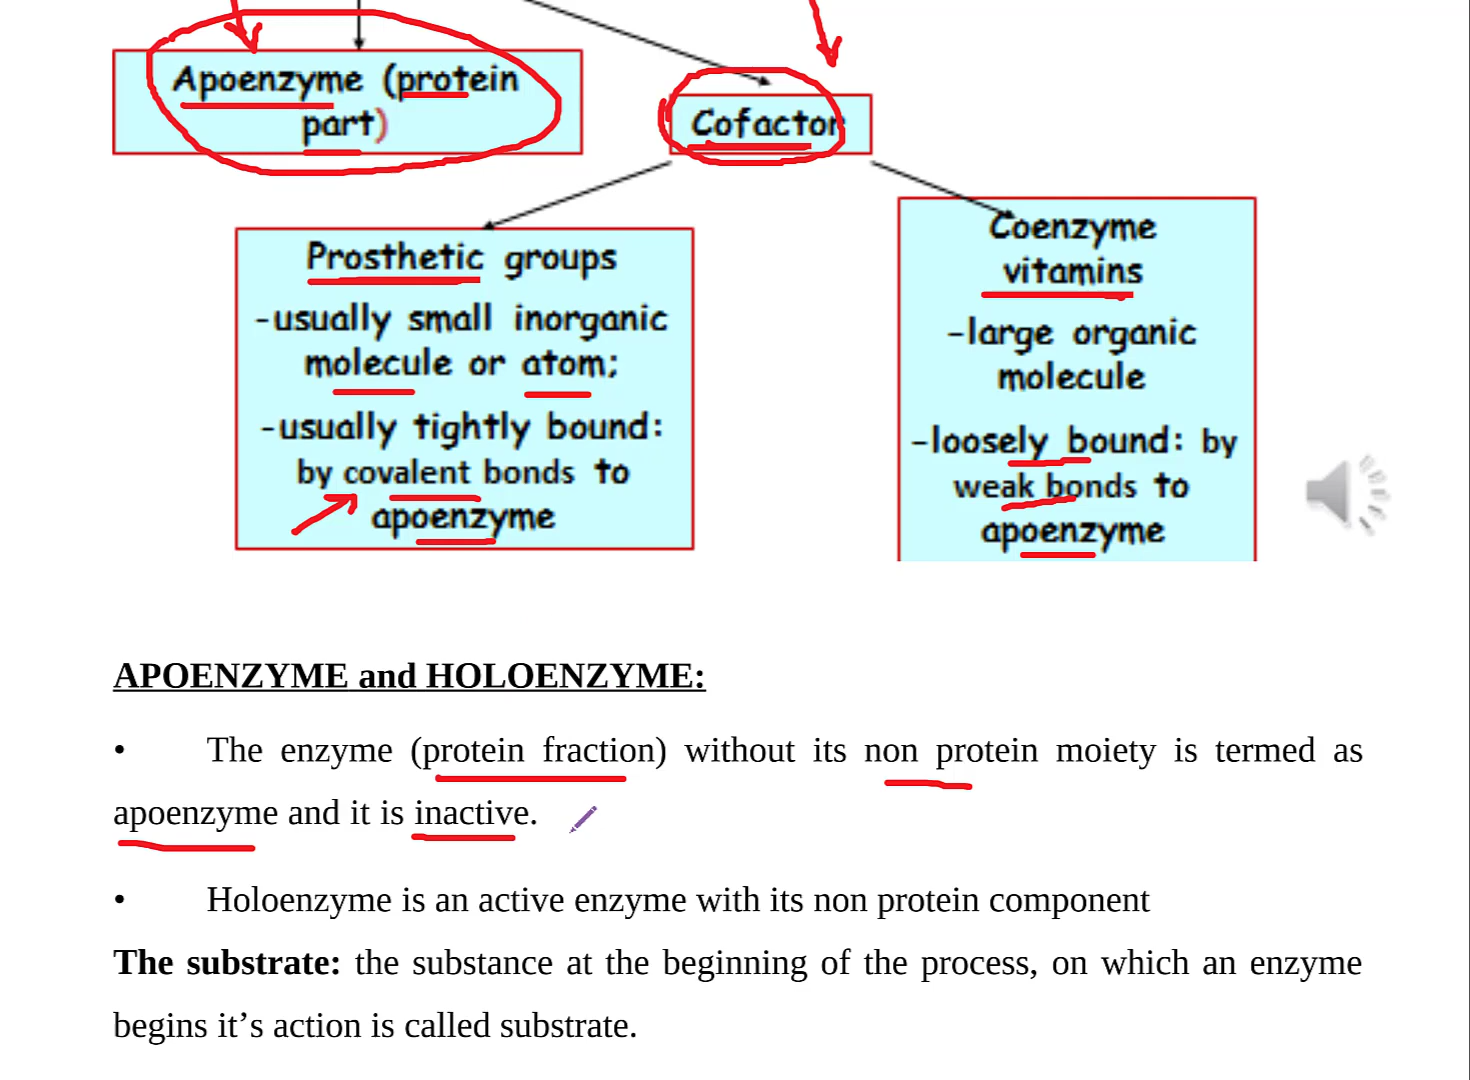 Apoenzyme (protein
part)
Cofactor
Prosthetic groups
-usually small inorganic
molecule or atom;
-usually tightly bound:
by covalent bonds to
apoenzyme
Coenzyme
vitamins
-large organic
molecule
-loosely bound: by
weak bonds to
apoenzyme
APOENZYME and HOLOENZYME:
• The enzyme (protein fraction) without its non protein moiety is termed as
apoenzyme and it is inactive.
• Holoenzyme is an active enzyme with its non protein component
The substrate: the substance at the beginning of the process, on which an enzyme
begins it’s action is called substrate.